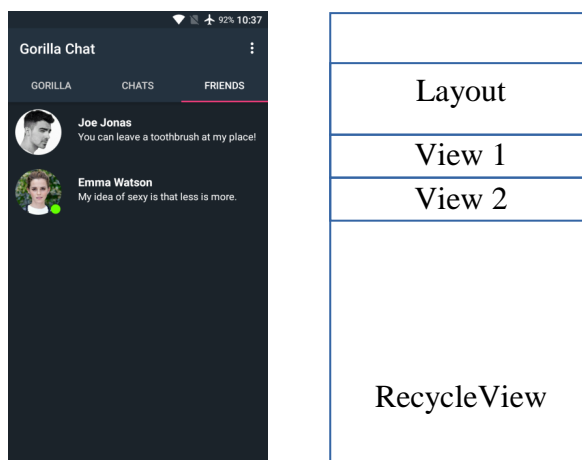 92% 10:37
Gorilla Chat
GORILLA CHATS FRIENDS
Joe Jonas
You can leave a toothbrush at my place!
Emma Watson
My idea of sexy is that less is more.
Layout
View 1
View 2
RecycleView